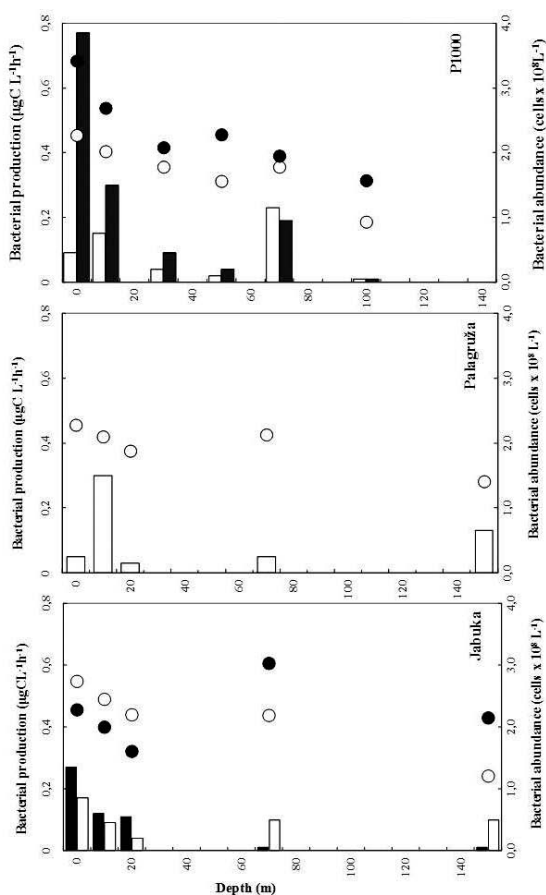 Bacterial production (µgCL⁻¹h⁻¹)
0 0,2 0,4 0,6 0,8
Depth (m)
0
20
40
60
80
100
120
140
Jabuka
0,0 1,0 2,0 3,0 4,0
Bacterial abundance (cells x 10⁸ L⁻¹)
Bacterial production (µgC L⁻¹h⁻¹)
0 0,2 0,4 0,6 0,8
0
20
40
60
80
100
120
140
Palagruža
0,0 1,0 2,0 3,0 4,0
Bacterial abundance (cells x 10⁸ L⁻¹)
Bacterial production (µgC L⁻¹h⁻¹)
0 0,2 0,4 0,6 0,8
0
20
40
60
80
100
120
140
P1000
0,0 1,0 2,0 3,0 4,0
Bacterial abundance (cells x 10⁸L⁻¹)